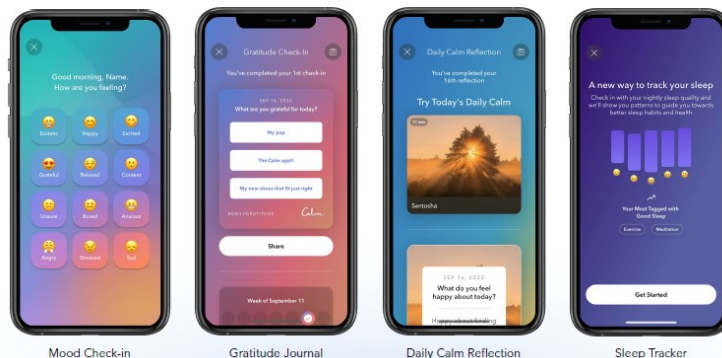 Good morning, Name.
How are you feeling?
Ecstatic
Happy
Excited
Grateful
Relaxed
Content
Unsure
Bored
Anxious
Angry
Stressed
Sad
Mood Check-in
Gratitude Check-In
You've completed your 1st check-in
SEP 16, 2022
What are you grateful for today?
My pup
The Calm app!!
My new shoes that fit just right
#DAILYGRATITUDE
Calm
Share
Week of September 11
Gratitude Journal
Daily Calm Reflection
You've completed your
16th reflection
Try Today's Daily Calm
11 min
Santosha
SEP 16, 2022
What do you feel
happy about today?
Happy about finding
Daily Calm Reflection
A new way to track your sleep
Check in with your nightly sleep quality and
we'll show you patterns to guide you towards
better sleep habits and health
Your Most Tagged with
Good Sleep
Exercise
Meditation
Get Started
Sleep Tracker